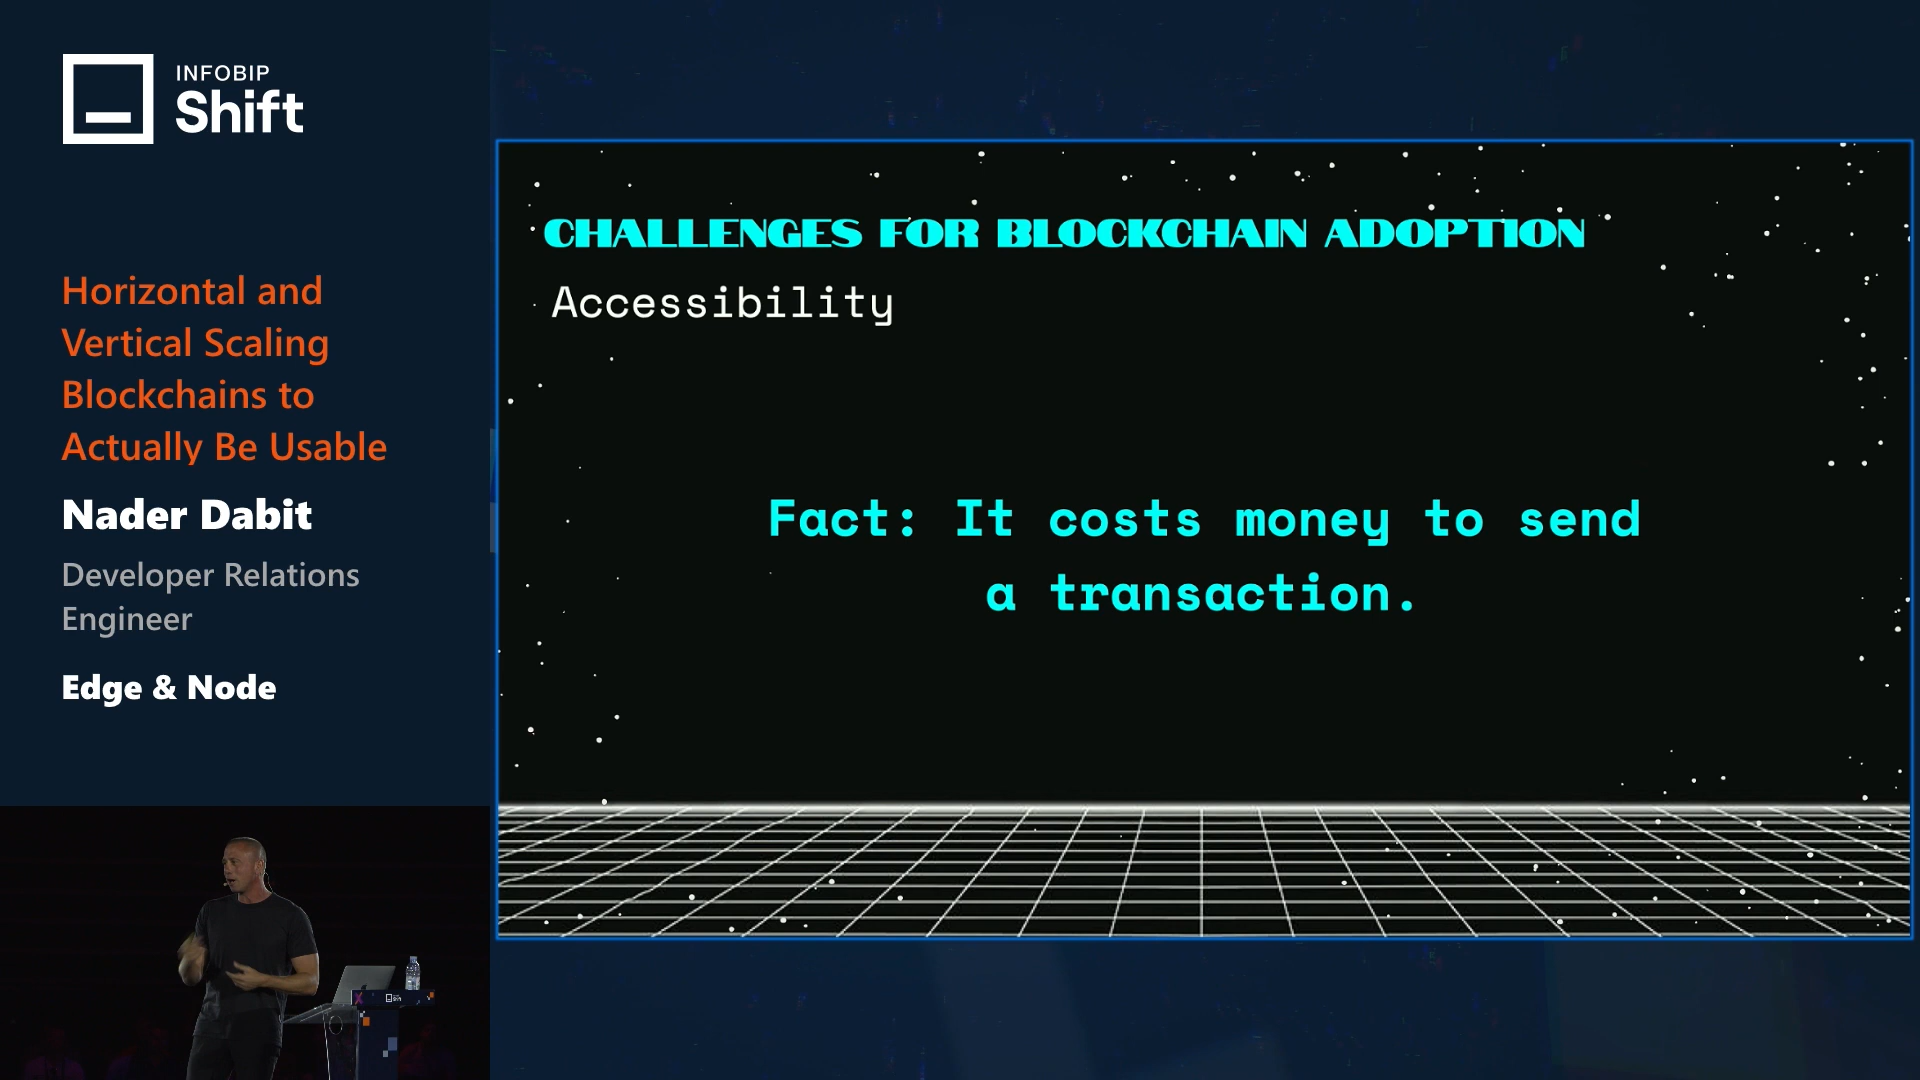 INFOBIP
Shift
Horizontal and
Vertical Scaling
Blockchains to
Actually Be Usable
Nader Dabit
Developer Relations
Engineer
Edge & Node
CHALLENGES FOR BLOCKCHAIN ADOPTION
Accessibility
Fact: It costs money to send
a transaction.